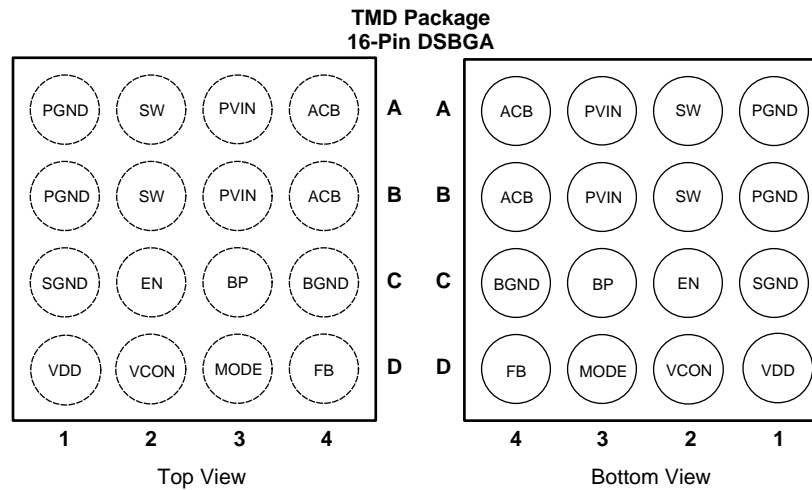 TMD Package
16-Pin DSBGA
PGND SW PVIN ACB A A ACB PVIN SW PGND
PGND SW PVIN ACB B B ACB PVIN SW PGND
SGND EN BP BGND C C BGND BP EN SGND
VDD VCON MODE FB D D FB MODE VCON VDD
1 2 3 4 4 3 2 1
Top View Bottom View